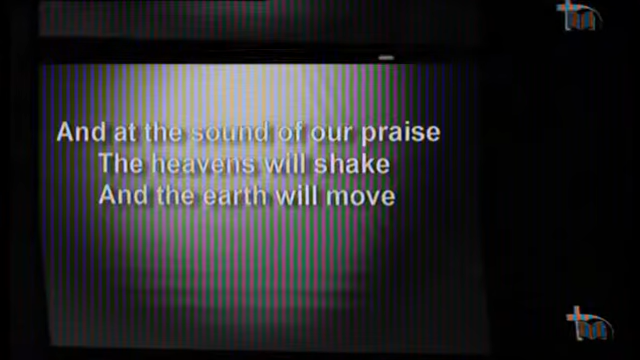 And at the sound of our praise
The heavens will shake
And the earth will move